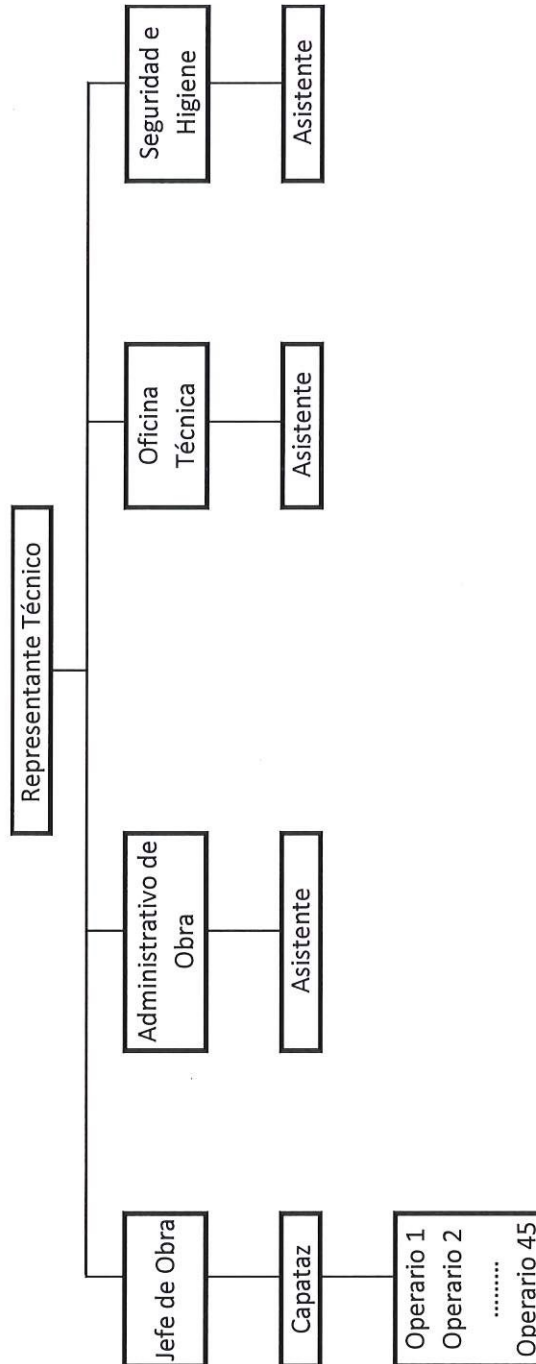 Representante Técnico
Jefe de Obra
Administrativo de
Obra
Oficina
Técnica
Seguridad e
Higiene
Capataz
Asistente
Asistente
Asistente
Operario 1
Operario 2
.........
Operario 45